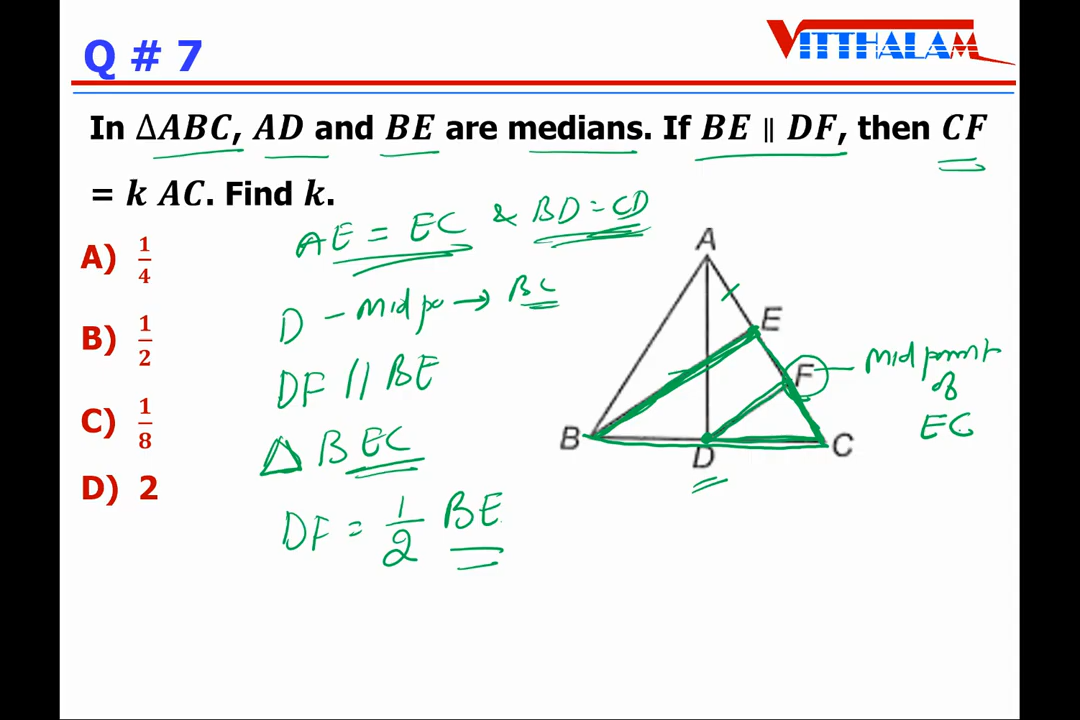 Q # 7
VITTHALAM
In ΔABC, AD and BE are medians. If BE ∥ DF, then CF
= k AC. Find k.
A) 1/4
B) 1/2
C) 1/8
D) 2
AE = EC & BD = CD
D - mid po → BC
DF // BE
Δ BEC
DF = 1/2 BE
A
E
F
B
D
C
mid point
of
EC